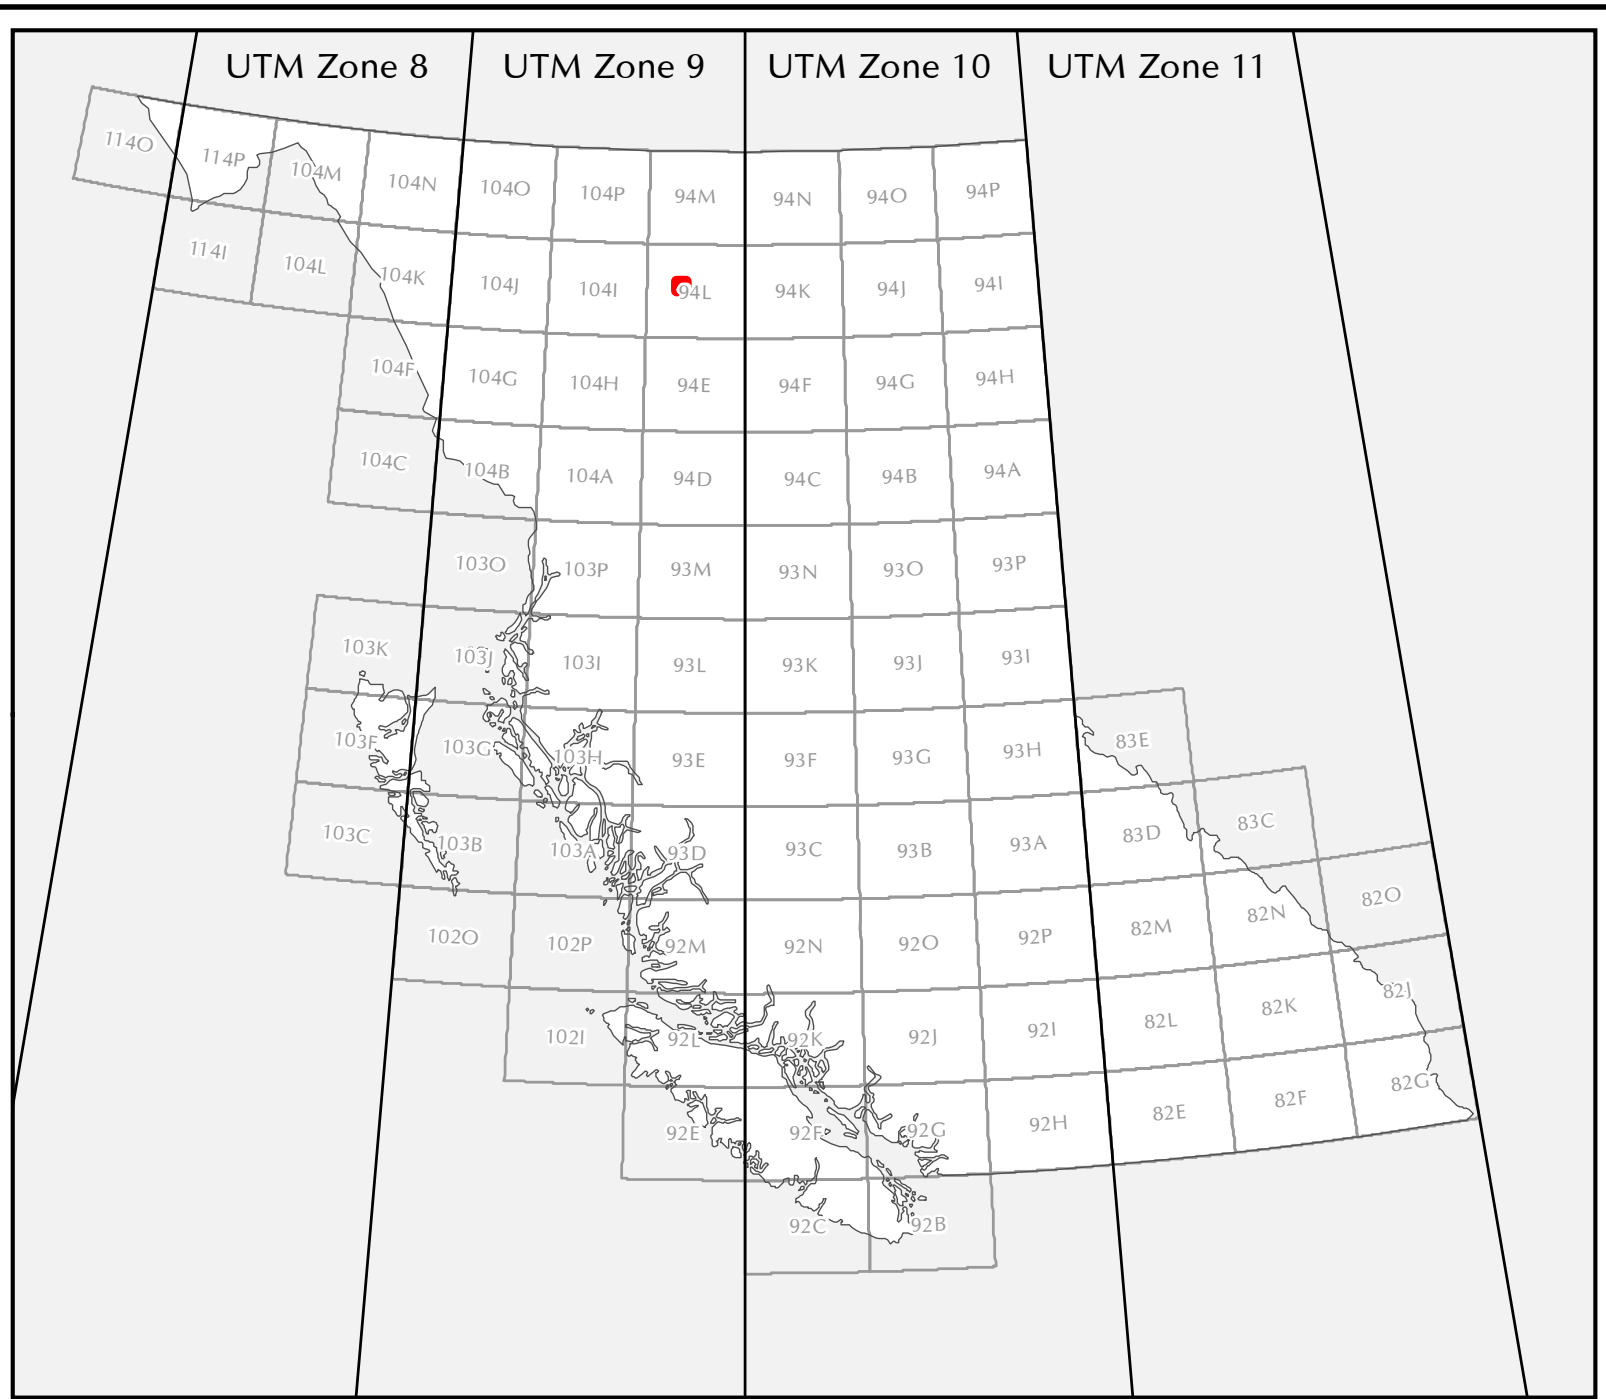 UTM Zone 8 UTM Zone 9 UTM Zone 10 UTM Zone 11
114O 114P 104M 104N 104O 104P 94M 94N 94O 94P
114I 104L 104K 104J 104I 94L 94K 94J 94I
104F 104G 104H 94E 94F 94G 94H
104C 104B 104A 94D 94C 94B 94A
103O 103P 93M 93N 93O 93P
103K 103J 103I 93L 93K 93J 93I
103F 103G 103H 93E 93F 93G 93H 83E
103C 103B 103A 93D 93C 93B 93A 83D 83C
102O 102P 92M 92N 92O 92P 82M 82N 82O
102I 92L 92K 92J 92I 82L 82K 82J
92E 92F 92G 92H 82E 82F 82G
92C 92B